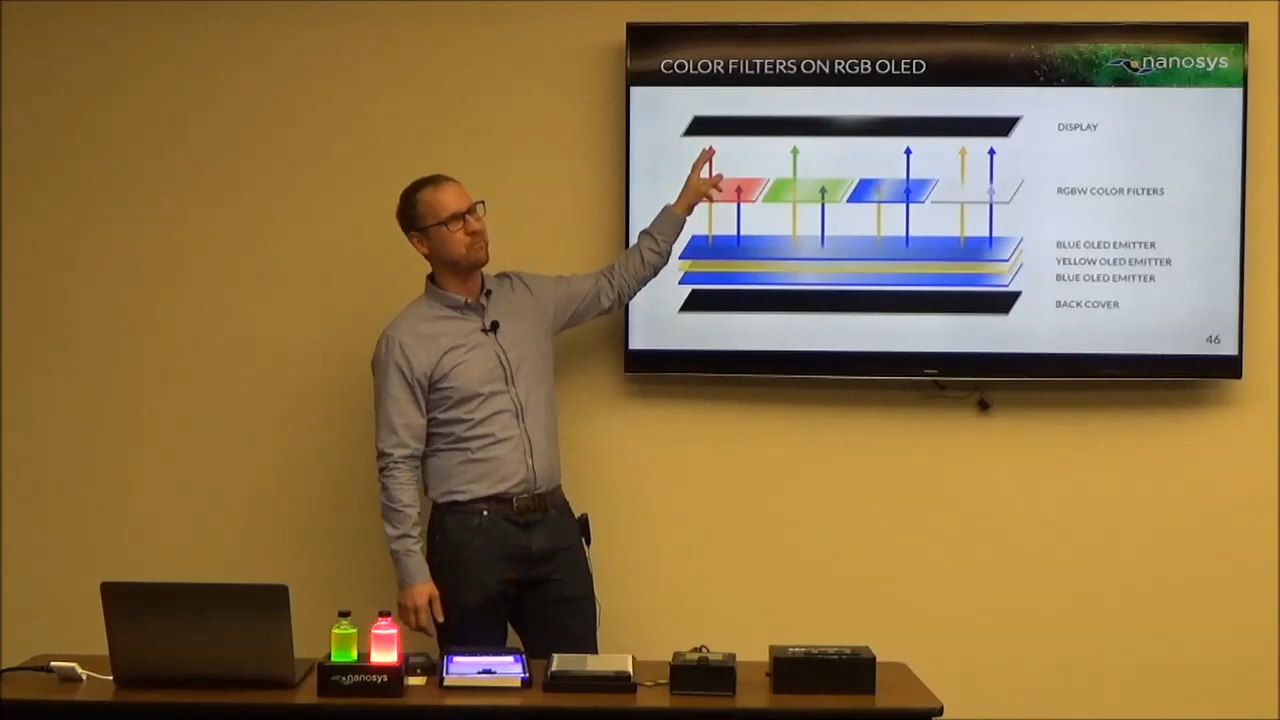 COLOR FILTERS ON RGB OLED
nanosys
DISPLAY
RGBW COLOR FILTERS
BLUE OLED EMITTER
YELLOW OLED EMITTER
BLUE OLED EMITTER
BACK COVER
46
nanosys